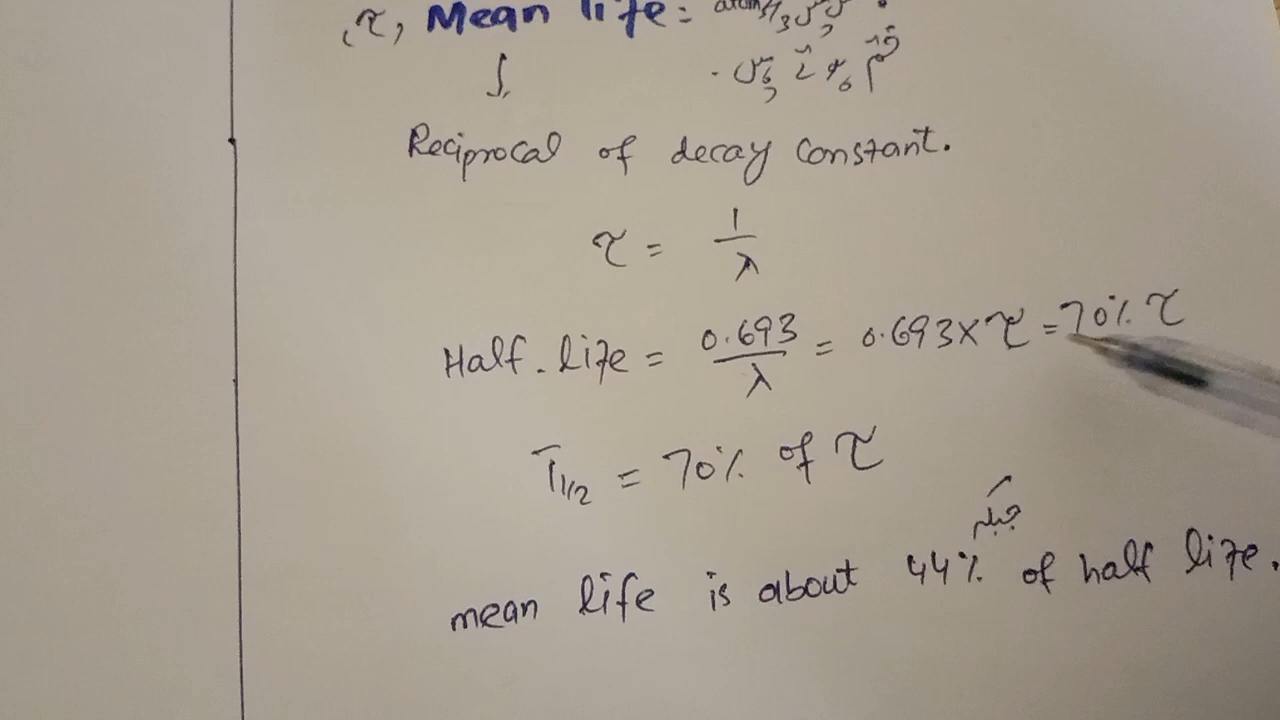 τ, Mean life:
Reciprocal of decay constant.
τ = 1/λ
Half-life = 0.693/λ = 0.693×τ = 70% τ
T1/2 = 70% of τ
جبکہ
mean life is about 44% of half life.